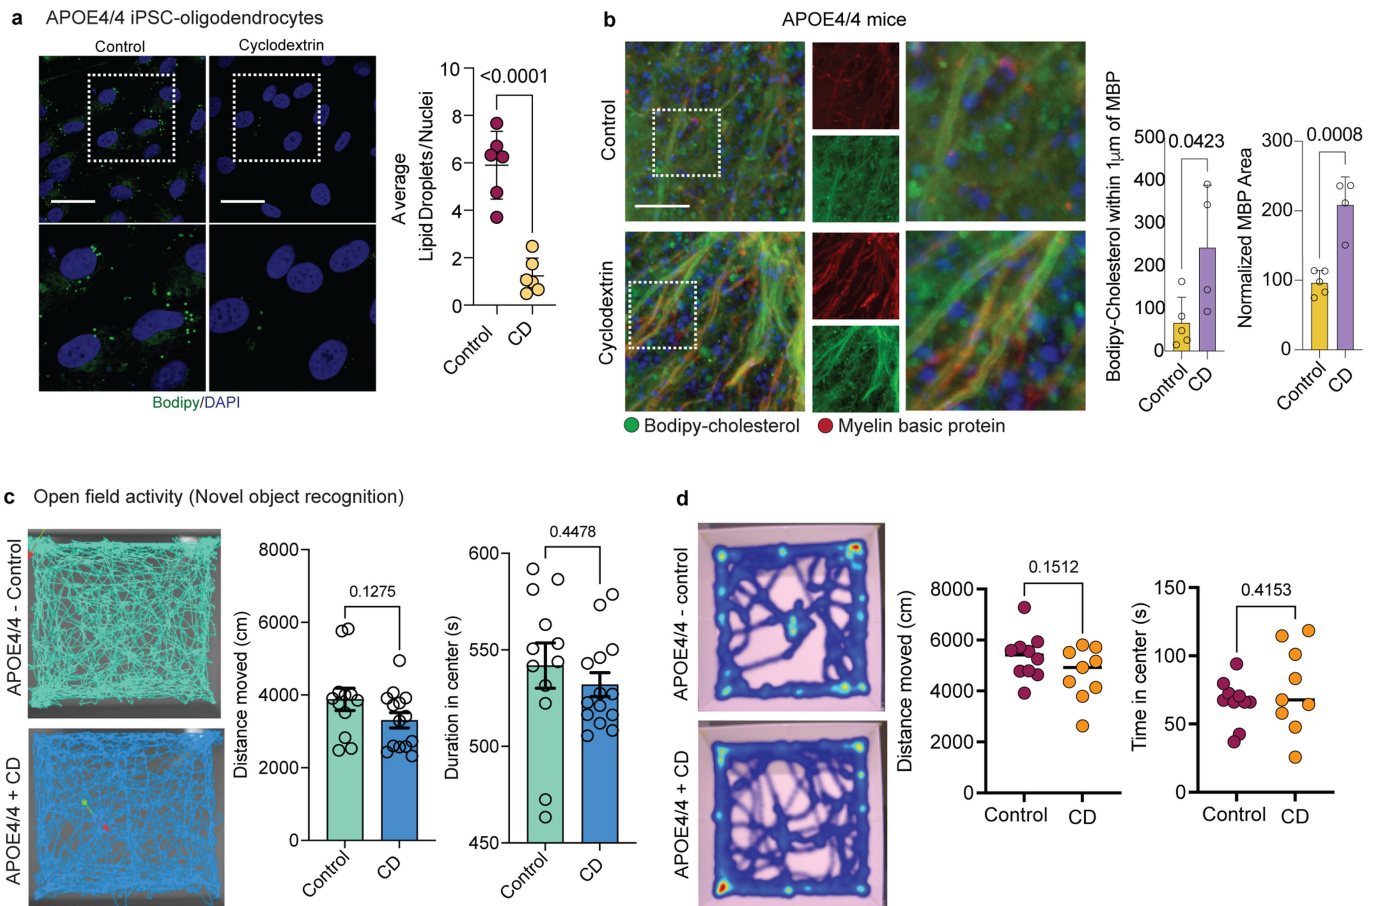 a APOE4/4 iPSC-oligodendrocytes
Control
Cyclodextrin
Bodipy/DAPI
Average
Lipid Droplets/Nuclei
10
8
6
4
2
0
<0.0001
Control
CD
b APOE4/4 mice
Control
Cyclodextrin
Bodipy-cholesterol
Myelin basic protein
Bodipy-Cholesterol within 1μm of MBP
500
400
300
200
100
0
0.0423
Control
CD
Normalized MBP Area
300
200
100
0
0.0008
Control
CD
c Open field activity (Novel object recognition)
APOE4/4 - Control
APOE4/4 + CD
Distance moved (cm)
8000
6000
4000
2000
0
0.1275
Control
CD
Duration in center (s)
600
550
500
450
0.4478
Control
CD
d
APOE4/4 - control
APOE4/4 + CD
Distance moved (cm)
8000
6000
4000
2000
0
0.1512
Control
CD
Time in center (s)
150
100
50
0
0.4153
Control
CD